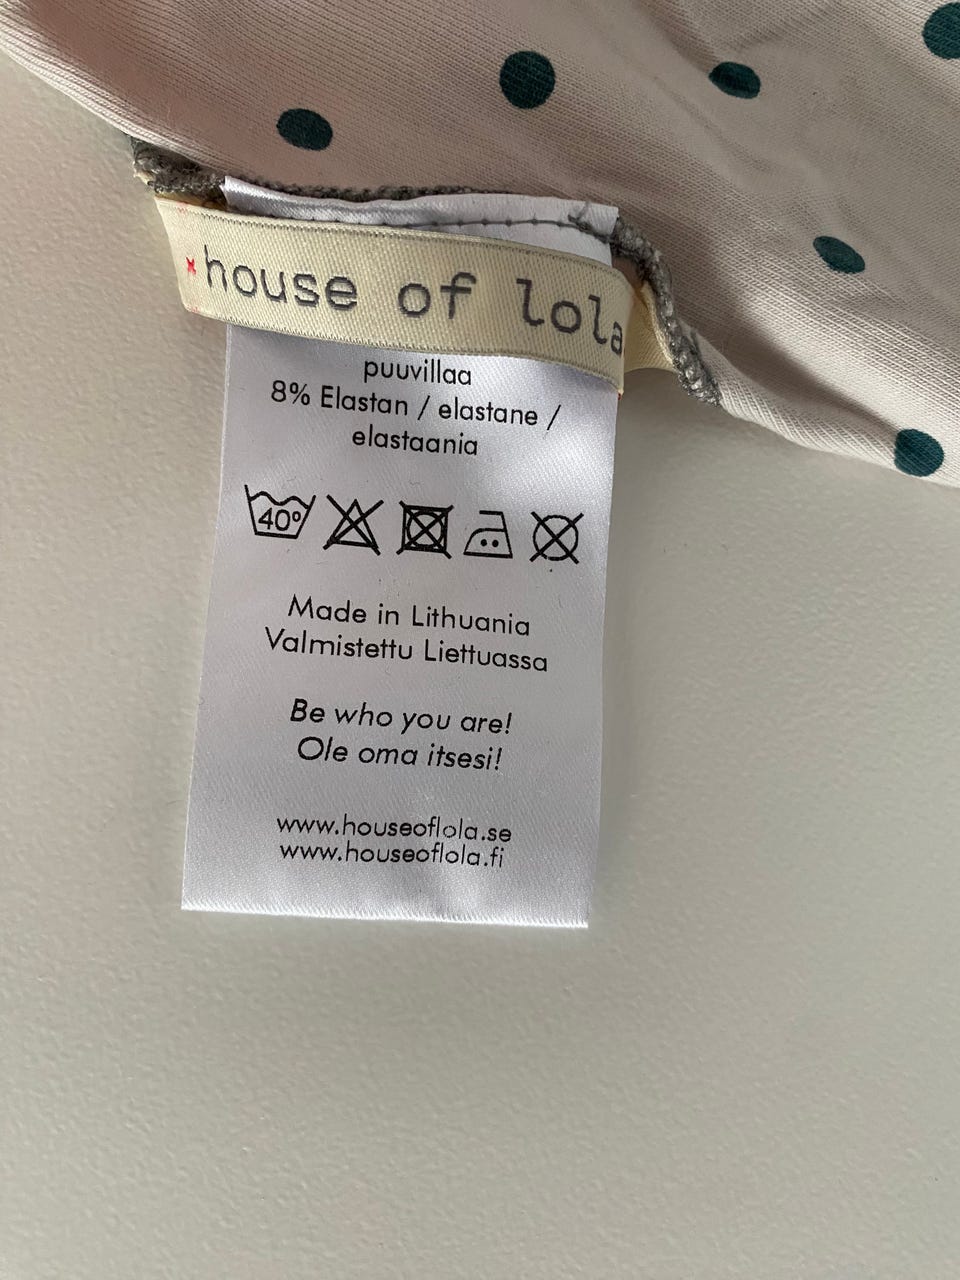 house of lola
puuvillaa
8% Elastan / elastane /
elastaania
40°
Made in Lithuania
Valmistettu Liettuassa
Be who you are!
Ole oma itsesi!
www.houseoflola.se
www.houseoflola.fi